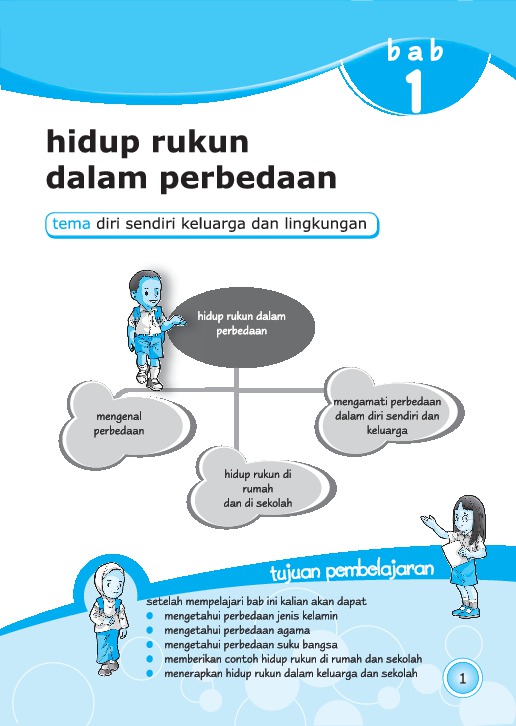 bab
1
hidup rukun
dalam perbedaan
tema diri sendiri keluarga dan lingkungan
hidup rukun dalam
perbedaan
mengenal
perbedaan
mengamati perbedaan
dalam diri sendiri dan
keluarga
hidup rukun di
rumah
dan di sekolah
tujuan pembelajaran
setelah mempelajari bab ini kalian akan dapat
● mengetahui perbedaan jenis kelamin
● mengetahui perbedaan agama
● mengetahui perbedaan suku bangsa
● memberikan contoh hidup rukun di rumah dan sekolah
● menerapkan hidup rukun dalam keluarga dan sekolah
1